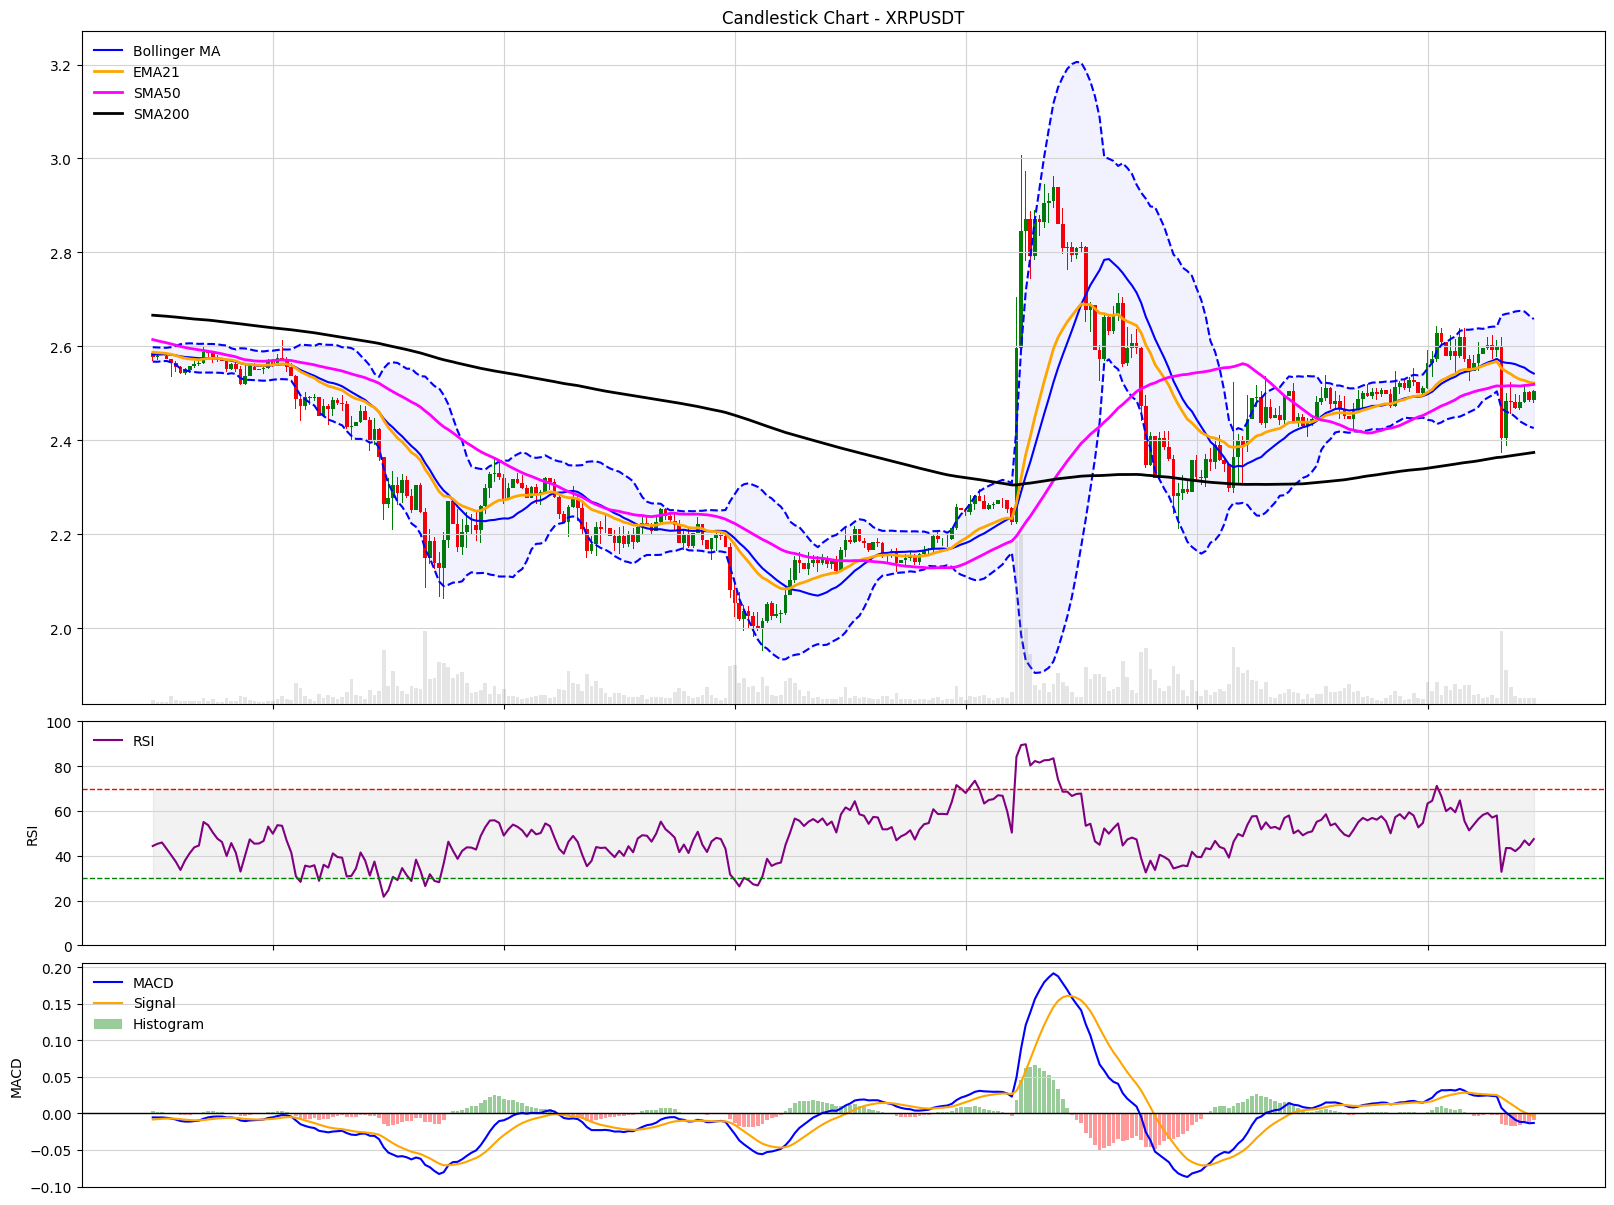 Candlestick Chart - XRPUSDT
Bollinger MA
EMA21
SMA50
SMA200
3.2
3.0
2.8
2.6
2.4
2.2
2.0
RSI
100
80
60
40
20
0
RSI
MACD
Signal
Histogram
0.20
0.15
0.10
0.05
0.00
−0.05
−0.10
MACD